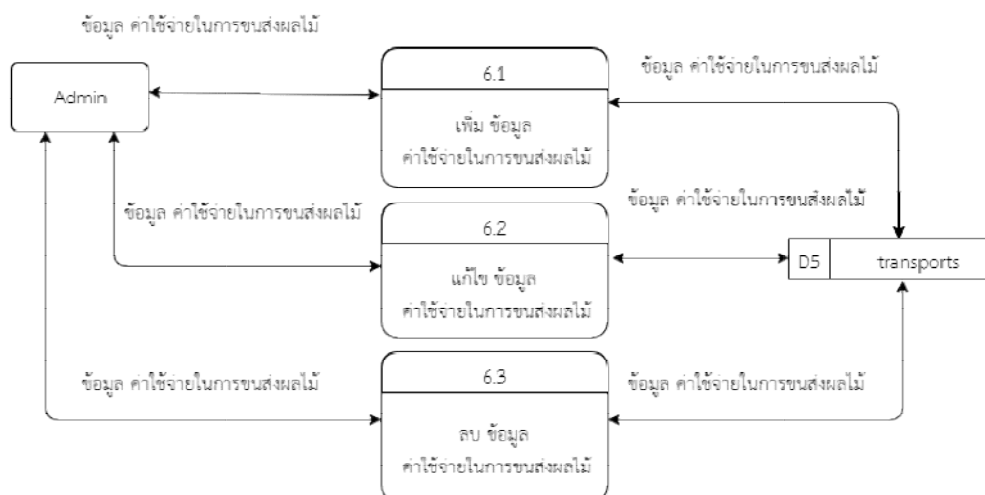 ข้อมูล ค่าใช้จ่ายในการขนส่งผลไม้
6.1
ข้อมูล ค่าใช้จ่ายในการขนส่งผลไม้
Admin
เพิ่ม ข้อมูล
ค่าใช้จ่ายในการขนส่งผลไม้
ข้อมูล ค่าใช้จ่ายในการขนส่งผลไม้
ข้อมูล ค่าใช้จ่ายในการขนส่งผลไม้
6.2
D5
transports
แก้ไข ข้อมูล
ค่าใช้จ่ายในการขนส่งผลไม้
ข้อมูล ค่าใช้จ่ายในการขนส่งผลไม้
6.3
ข้อมูล ค่าใช้จ่ายในการขนส่งผลไม้
ลบ ข้อมูล
ค่าใช้จ่ายในการขนส่งผลไม้